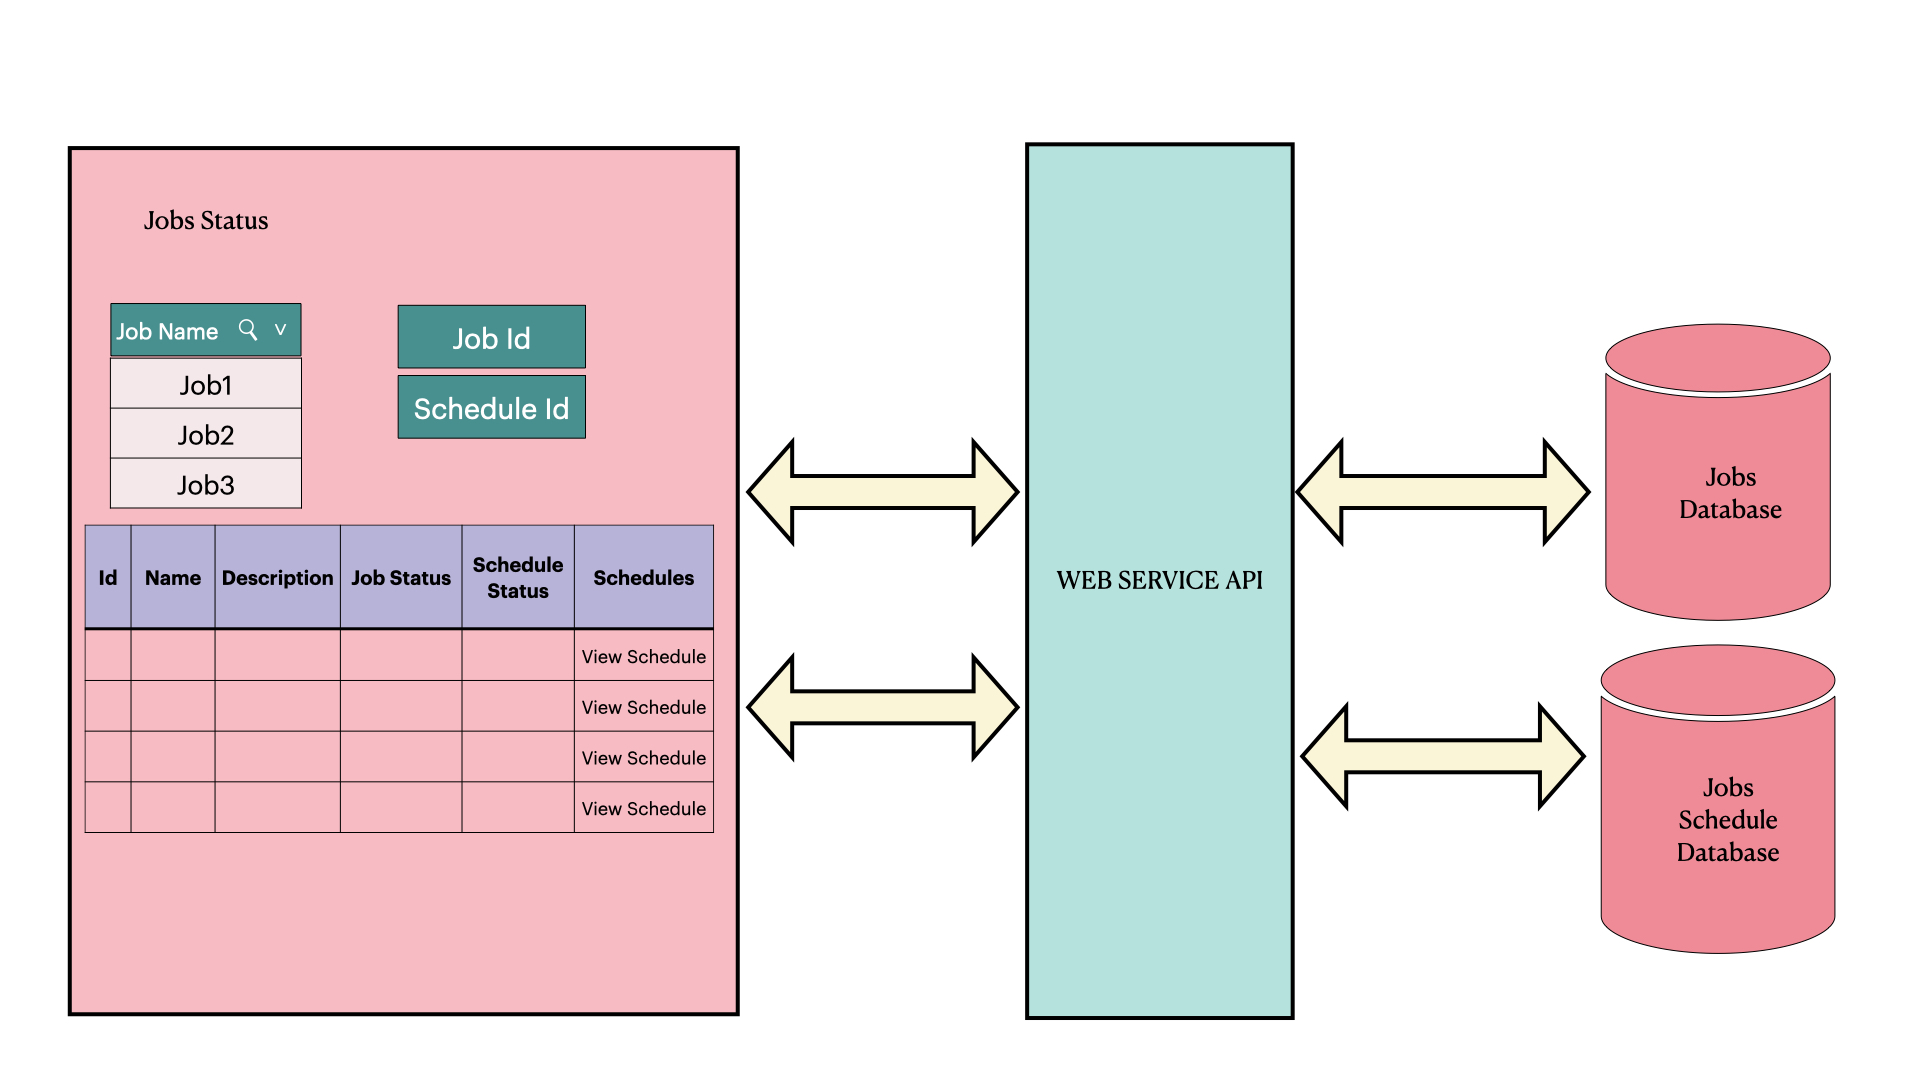 Jobs Status
Job Name v
Job1
Job2
Job3
Job Id
Schedule Id
Id Name Description Job Status Schedule Status Schedules
View Schedule
View Schedule
View Schedule
View Schedule
WEB SERVICE API
Jobs
Database
Jobs
Schedule
Database